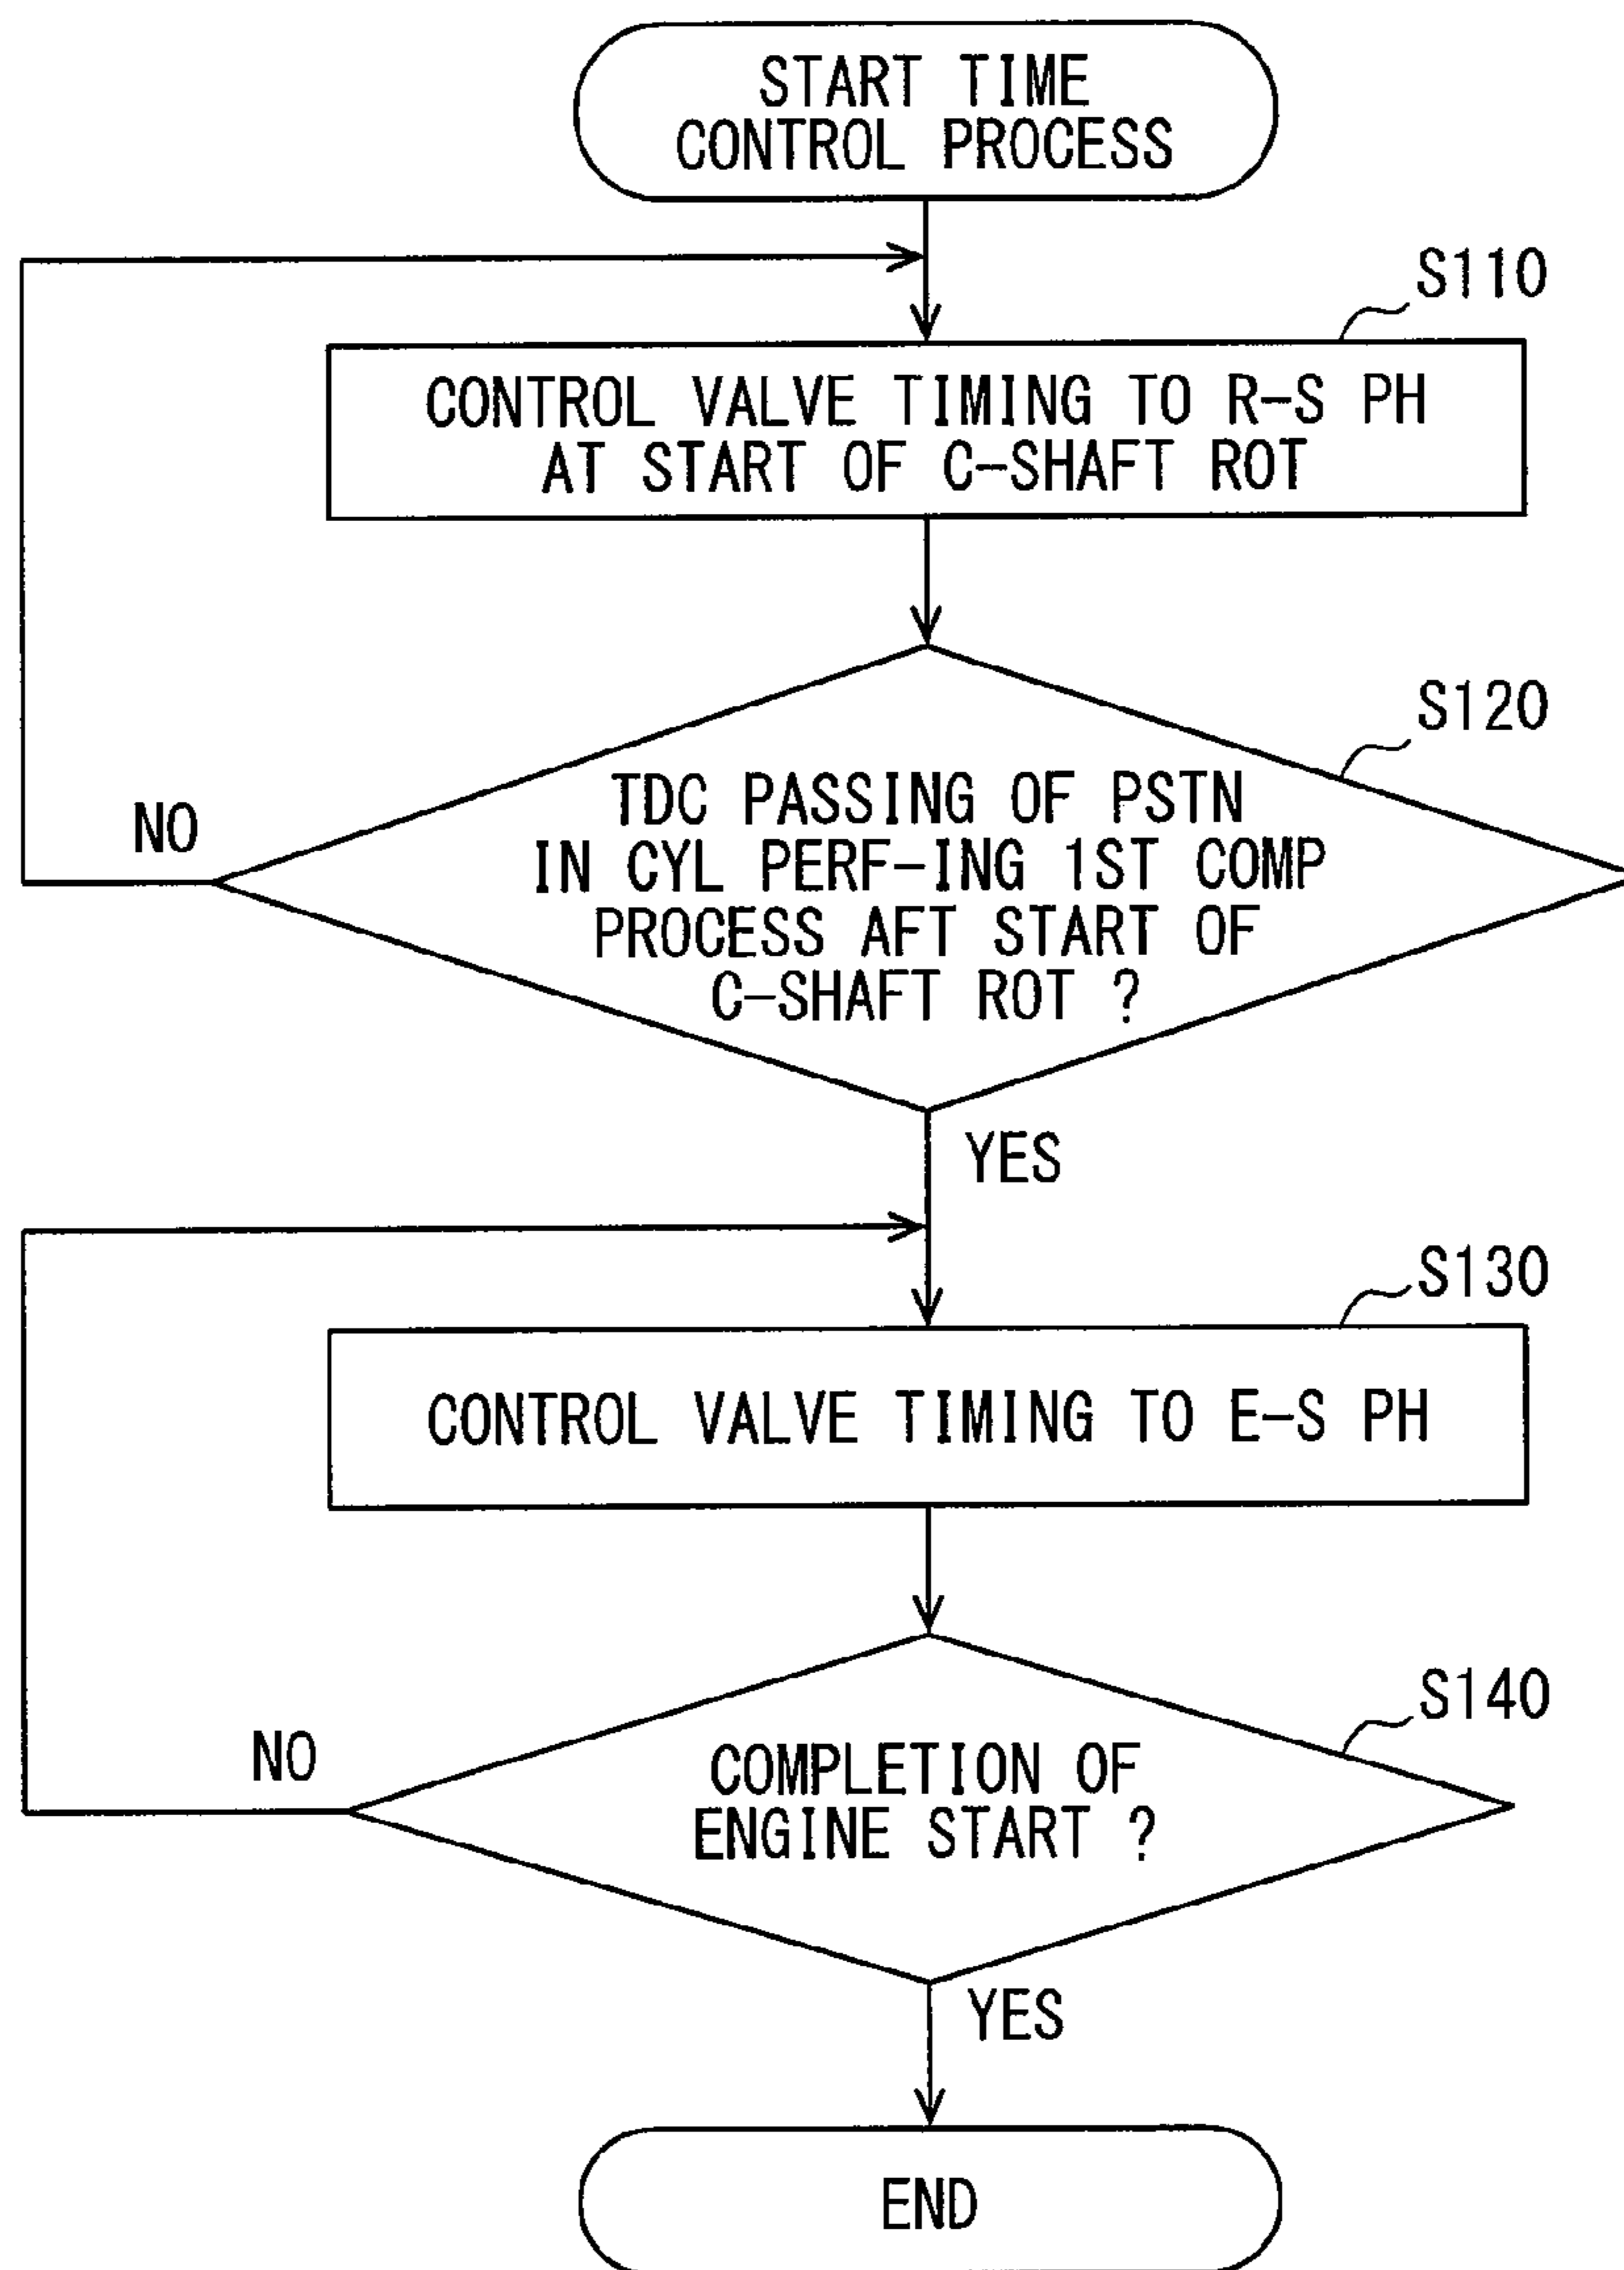 START TIME
CONTROL PROCESS
S110
CONTROL VALVE TIMING TO R-S PH
AT START OF C-SHAFT ROT
S120
TDC PASSING OF PSTN
IN CYL PERF-ING 1ST COMP
PROCESS AFT START OF
C-SHAFT ROT ?
NO
YES
S130
CONTROL VALVE TIMING TO E-S PH
S140
COMPLETION OF
ENGINE START ?
NO
YES
END